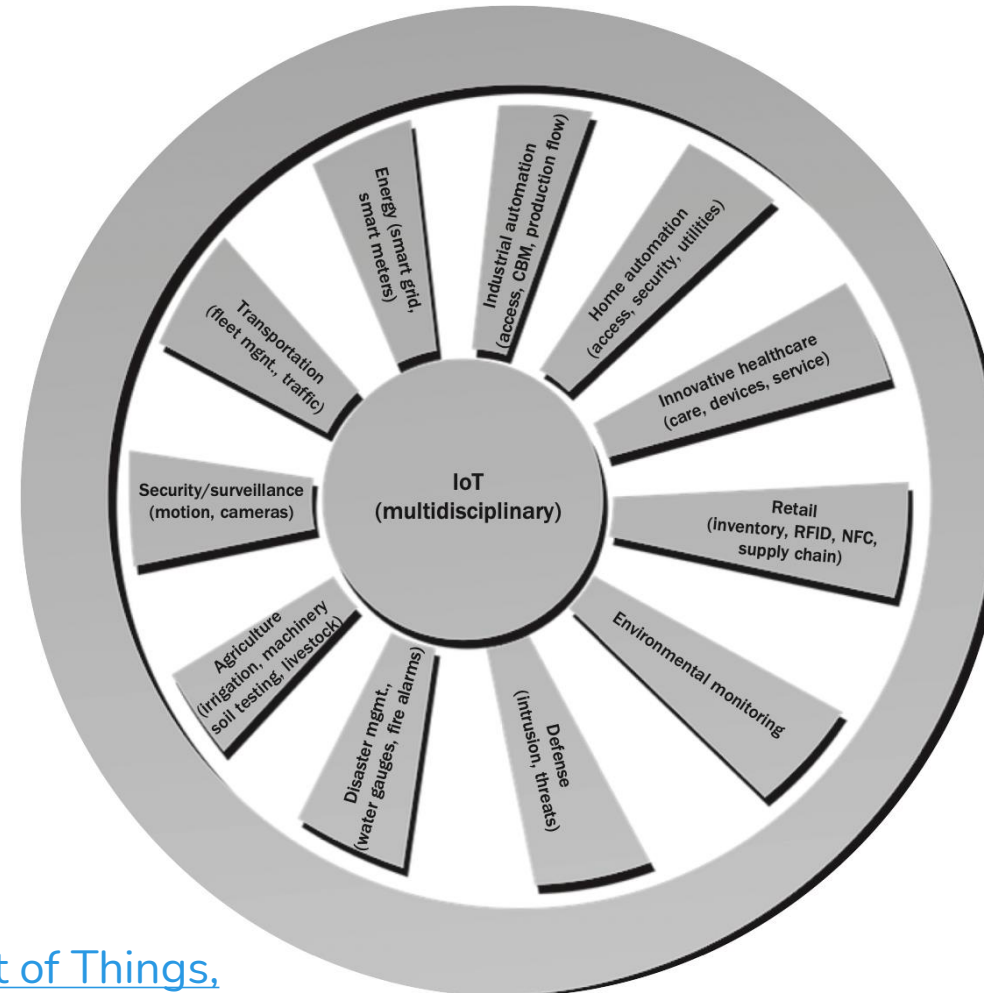 Energy (smart grid,
smart meters)
Industrial automation
(access, CBM, production flow)
Home automation
(access, security, utilities)
Innovative healthcare
(care, devices, service)
Retail
(inventory, RFID, NFC,
supply chain)
Environmental monitoring
Defense
(intrusion, threats)
Disaster mgmt.,
(water gauges, fire alarms)
Agriculture
(irrigation, machinery
soil testing, livestock)
Security/surveillance
(motion, cameras)
Transportation
(fleet mgnt., traffic)
IoT
(multidisciplinary)
t of Things,